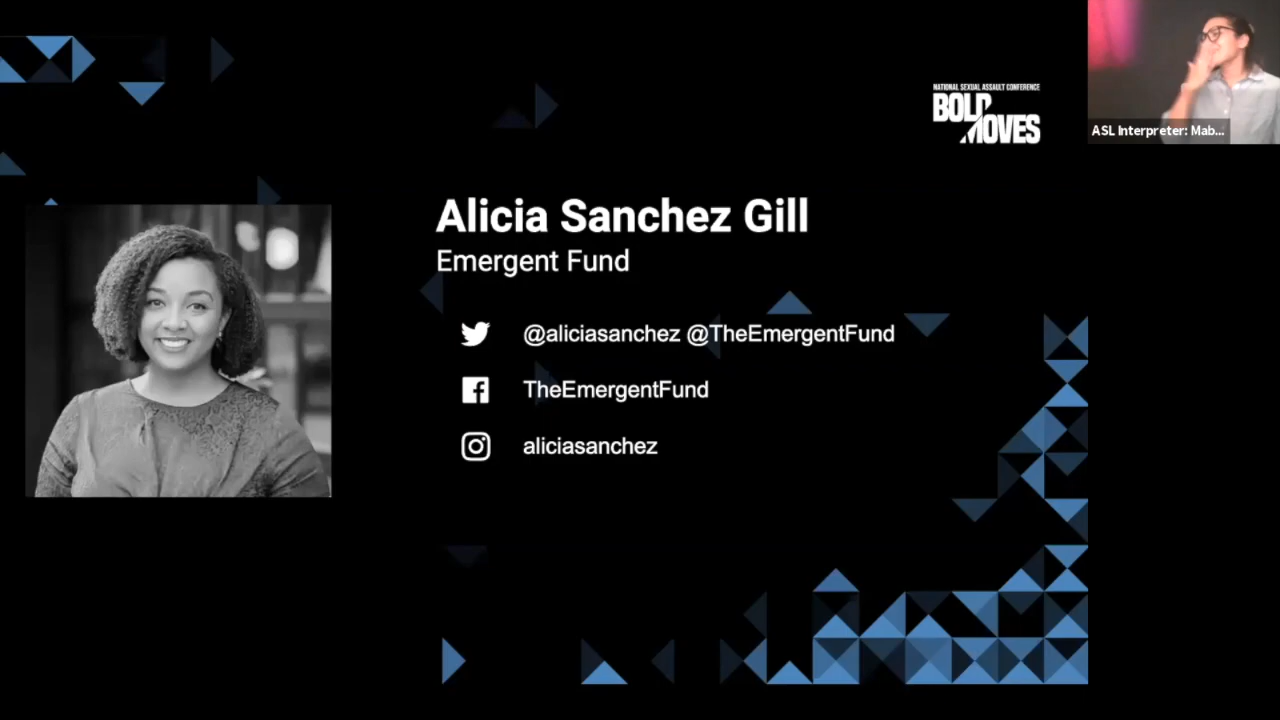 NATIONAL SEXUAL ASSAULT CONFERENCE
BOLD
MOVES
ASL Interpreter: Mab...
Alicia Sanchez Gill
Emergent Fund
@aliciasanchez @TheEmergentFund
TheEmergentFund
aliciasanchez